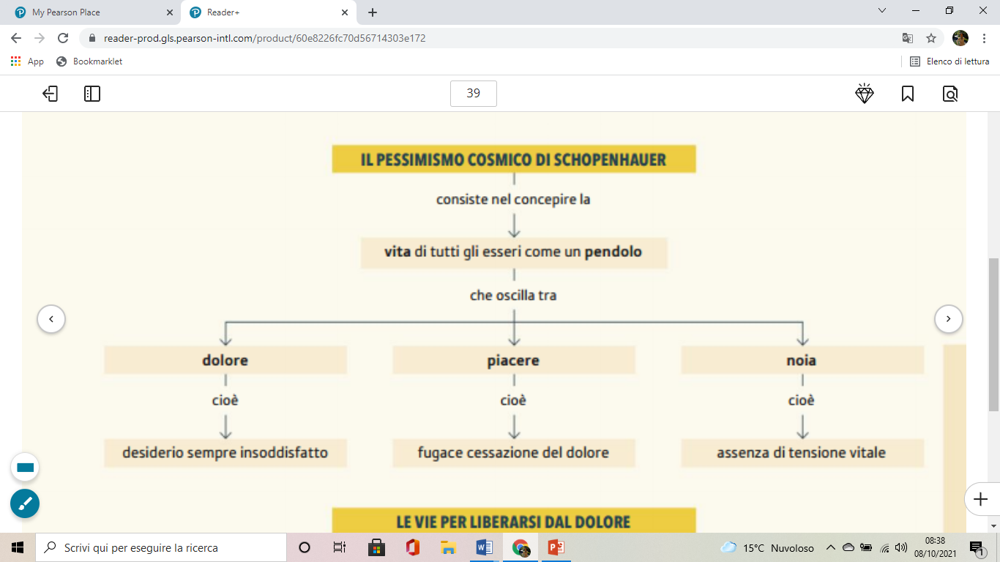 My Pearson Place
Reader+
reader-prod.gls.pearson-intl.com/product/60e8226fc70d56714303e172
App
Bookmarklet
Elenco di lettura
39
IL PESSIMISMO COSMICO DI SCHOPENHAUER
consiste nel concepire la
vita di tutti gli esseri come un pendolo
che oscilla tra
dolore
piacere
noia
cioè
cioè
cioè
desiderio sempre insoddisfatto
fugace cessazione del dolore
assenza di tensione vitale
LE VIE PER LIBERARSI DAL DOLORE
Scrivi qui per eseguire la ricerca
15°C Nuvoloso
08:38
08/10/2021
1